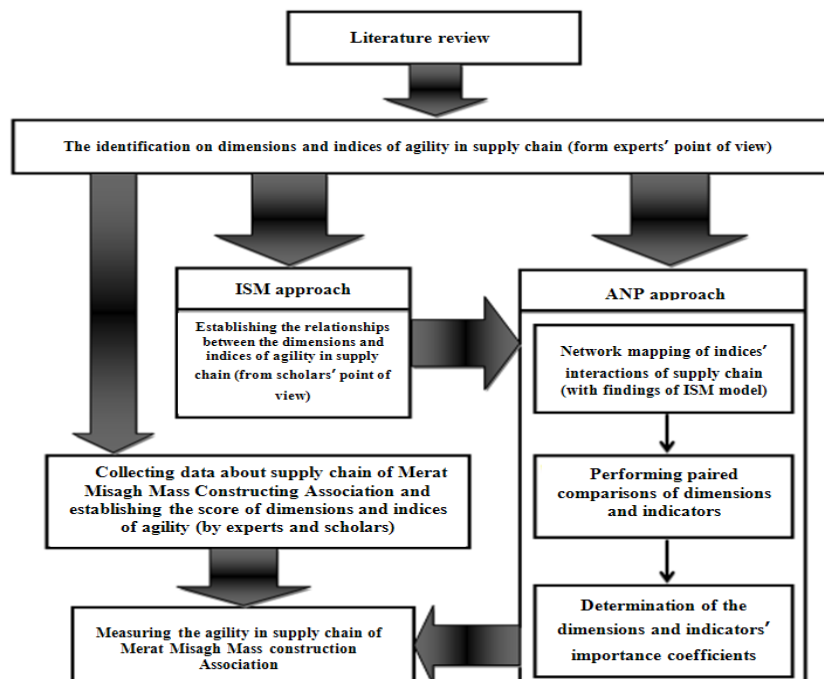 Literature review
The identification on dimensions and indices of agility in supply chain (form experts’ point of view)
ISM approach
Establishing the relationships
between the dimensions and
indices of agility in supply
chain (from scholars’ point of
view)
ANP approach
Network mapping of indices’
interactions of supply chain
(with findings of ISM model)
Performing paired
comparisons of dimensions
and indicators
Determination of the
dimensions and indicators’
importance coefficients
Collecting data about supply chain of Merat
Misagh Mass Constructing Association and
establishing the score of dimensions and indices
of agility (by experts and scholars)
Measuring the agility in supply chain of
Merat Misagh Mass construction
Association